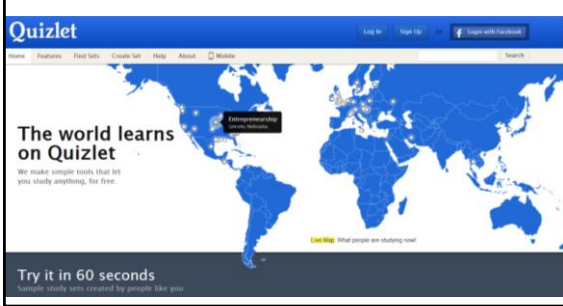 Quizlet
Log In Sign Up or f Login with Facebook
Home Features Find Sets Create Set Help About Mobile Search
Entrepreneurship
Lincoln, Nebraska
The world learns
on Quizlet
We make simple tools that let
you study anything, for free.
Live Map What people are studying now!
Try it in 60 seconds
Sample study sets created by people like you